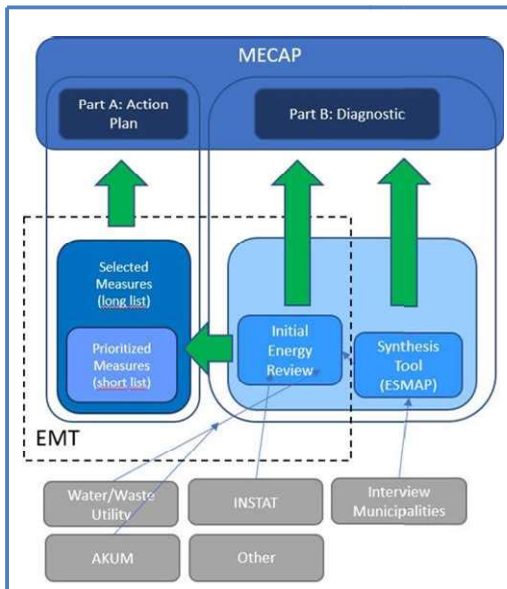 MECAP
Part A: Action
Plan
Part B: Diagnostic
Selected
Measures
(long list)
Prioritized
Measures
(short list)
Initial
Energy
Review
Synthesis
Tool
(ESMAP)
EMT
Water/Waste
Utility
INSTAT
Interview
Municipalities
AKUM
Other